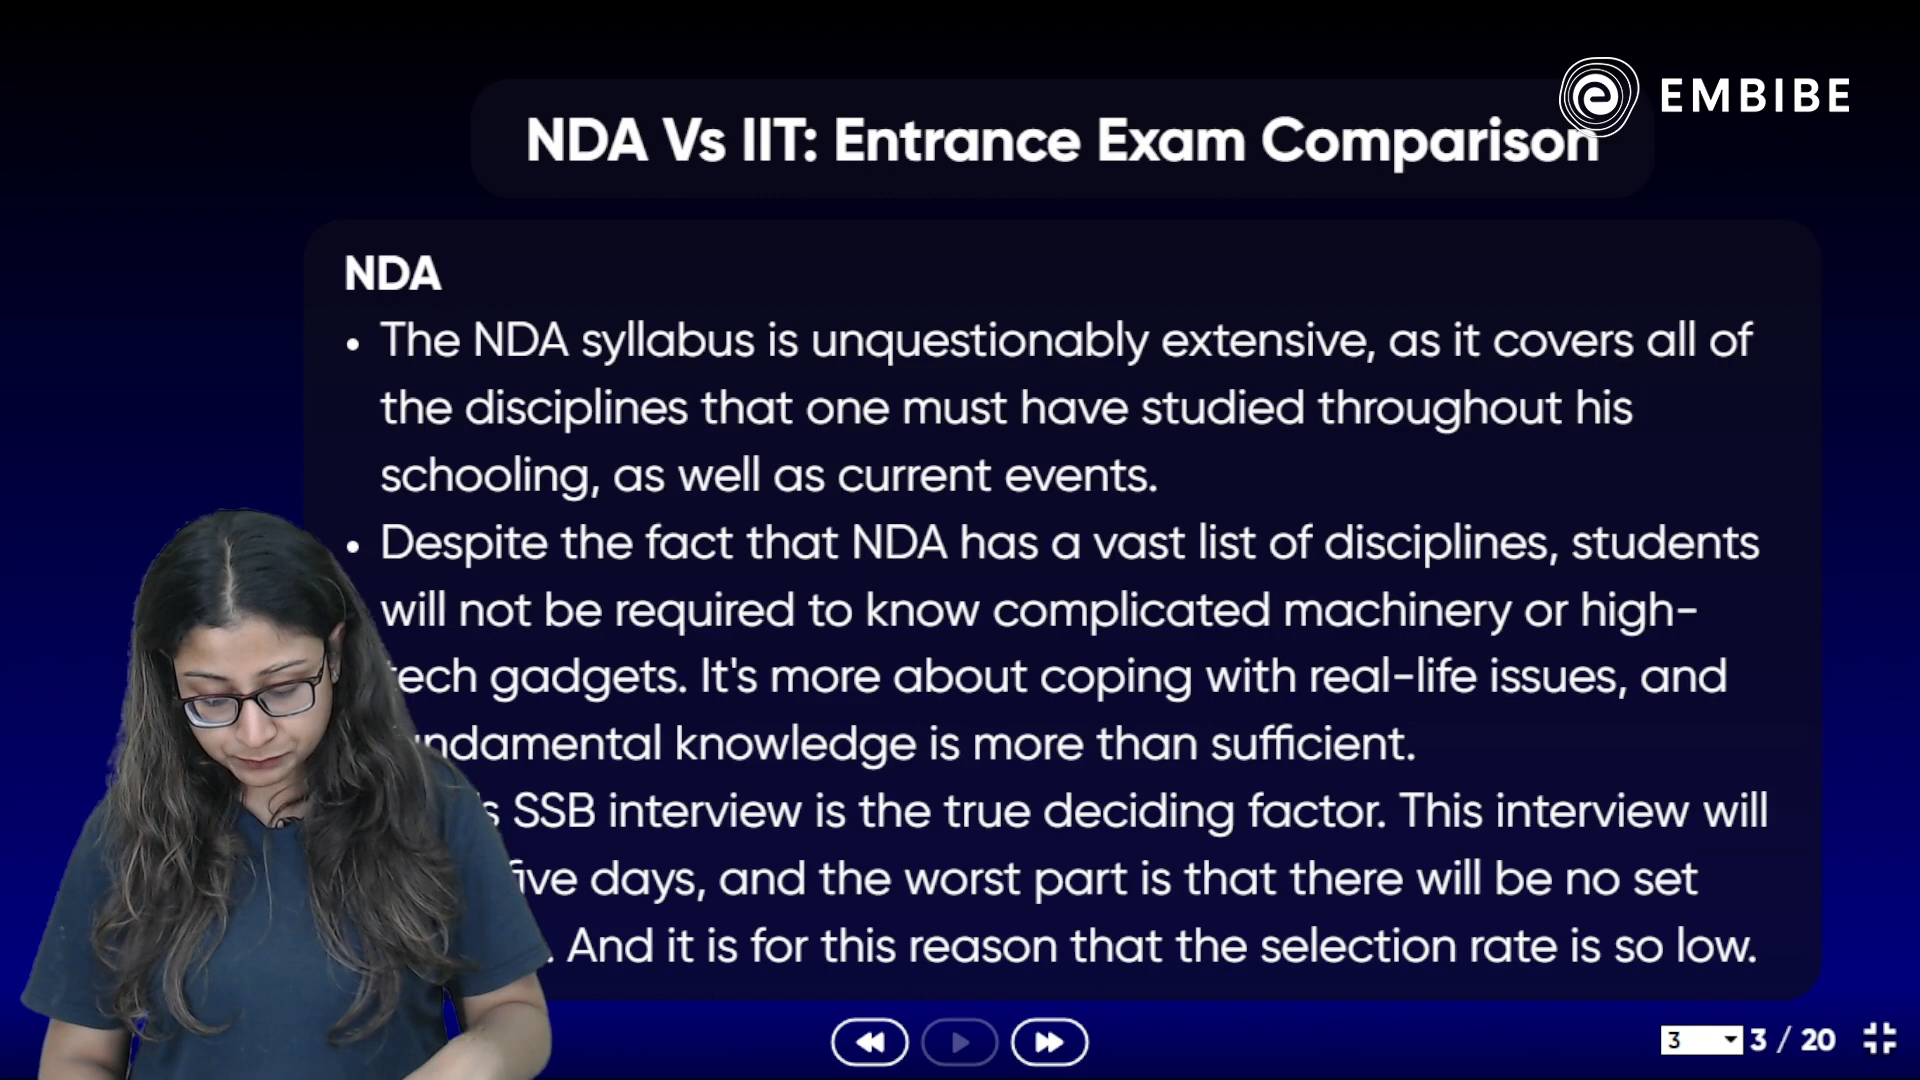 EMBIBE
NDA Vs IIT: Entrance Exam Comparison
NDA
• The NDA syllabus is unquestionably extensive, as it covers all of
the disciplines that one must have studied throughout his
schooling, as well as current events.
• Despite the fact that NDA has a vast list of disciplines, students
will not be required to know complicated machinery or high-
tech gadgets. It's more about coping with real-life issues, and
fundamental knowledge is more than sufficient.
SSB interview is the true deciding factor. This interview will
five days, and the worst part is that there will be no set
. And it is for this reason that the selection rate is so low.
3 3 / 20